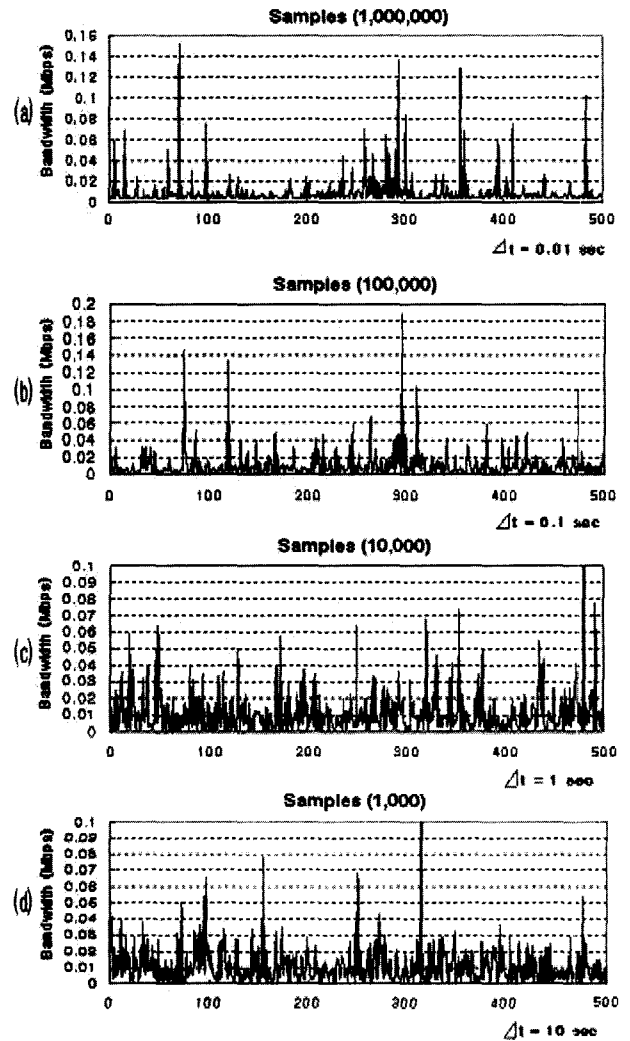 Samples (1,000,000)
(a)
Bandwidth (Mbps)
0.16
0.14
0.12
0.1
0.08
0.06
0.04
0.02
0
0 100 200 300 400 500
⊿t = 0.01 sec
Samples (100,000)
(b)
Bandwidth (Mbps)
0.2
0.18
0.16
0.14
0.12
0.1
0.08
0.06
0.04
0.02
0
0 100 200 300 400 500
⊿t = 0.1 sec
Samples (10,000)
(c)
Bandwidth (Mbps)
0.1
0.09
0.08
0.07
0.06
0.05
0.04
0.03
0.02
0.01
0
0 100 200 300 400 500
⊿t = 1 sec
Samples (1,000)
(d)
Bandwidth (Mbps)
0.1
0.09
0.08
0.07
0.06
0.05
0.04
0.03
0.02
0.01
0
0 100 200 300 400 500
⊿t = 10 sec